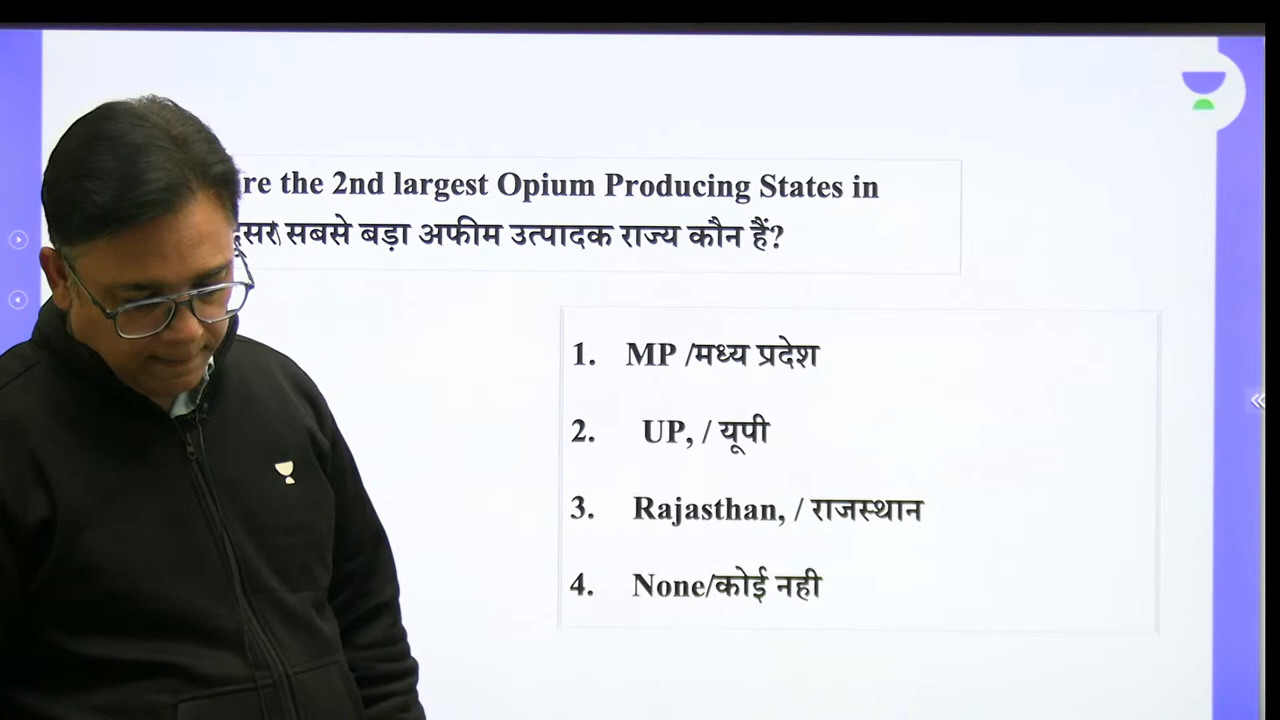 the 2nd largest Opium Producing States in
सबसे बड़ा अफीम उत्पादक राज्य कौन हैं?
1. MP /मध्य प्रदेश
2. UP, / यूपी
3. Rajasthan, / राजस्थान
4. None/कोई नही